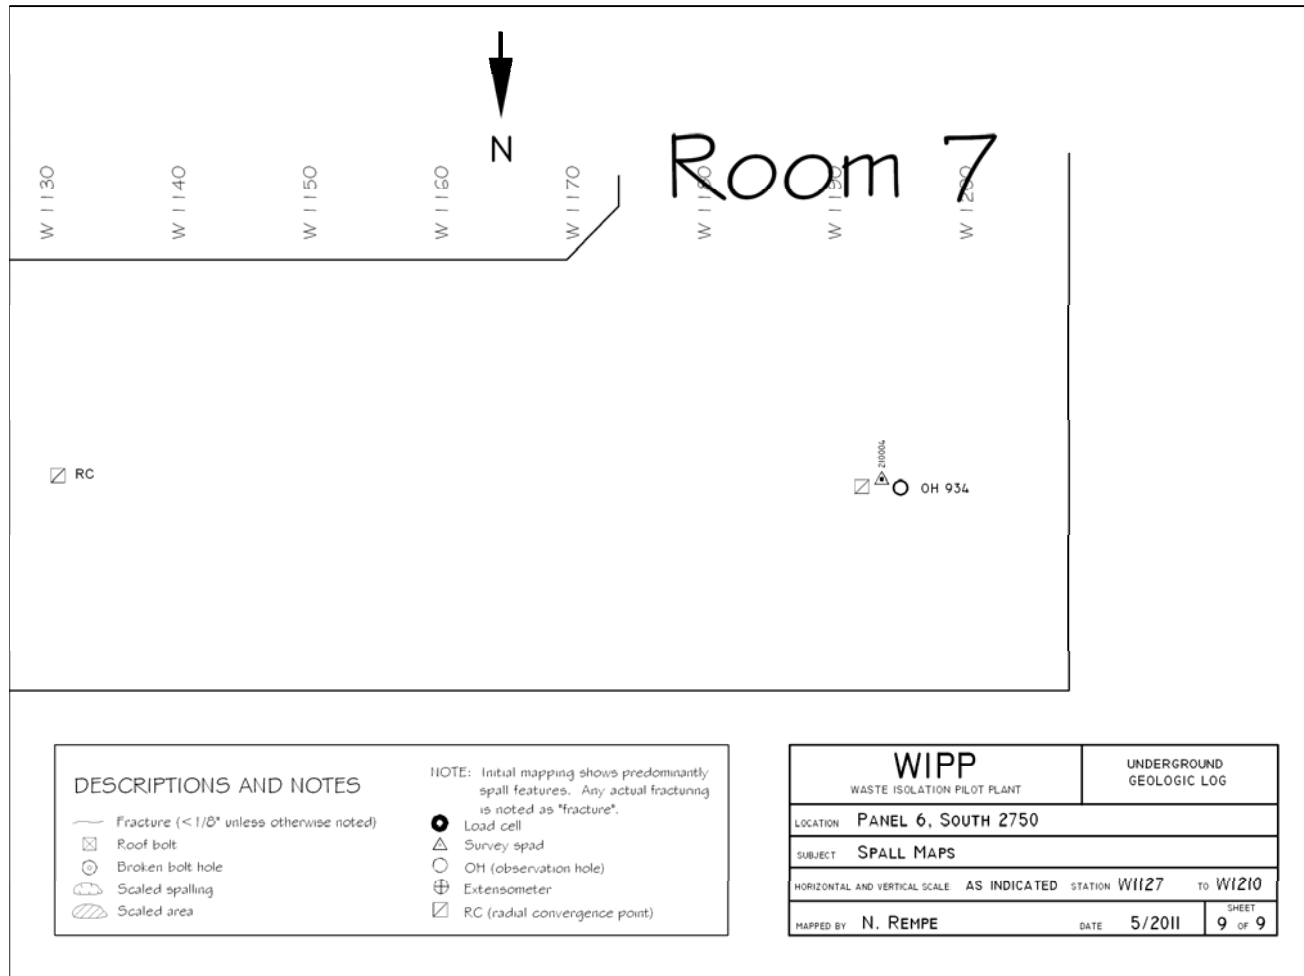 N
Room 7
W 1130
W 1140
W 1150
W 1160
W 1170
W 1180
W 1190
W 1200
RC
210004
OH 934
DESCRIPTIONS AND NOTES
Fracture (<1/8" unless otherwise noted)
Roof bolt
Broken bolt hole
Scaled spalling
Scaled area
NOTE: Initial mapping shows predominantly
spall features. Any actual fracturing
is noted as "fracture".
Load cell
Survey spad
OH (observation hole)
Extensometer
RC (radial convergence point)
WIPP
WASTE ISOLATION PILOT PLANT
UNDERGROUND
GEOLOGIC LOG
LOCATION PANEL 6, SOUTH 2750
SUBJECT SPALL MAPS
HORIZONTAL AND VERTICAL SCALE AS INDICATED STATION W1127 TO W1210
MAPPED BY N. REMPE DATE 5/2011
SHEET
9 OF 9